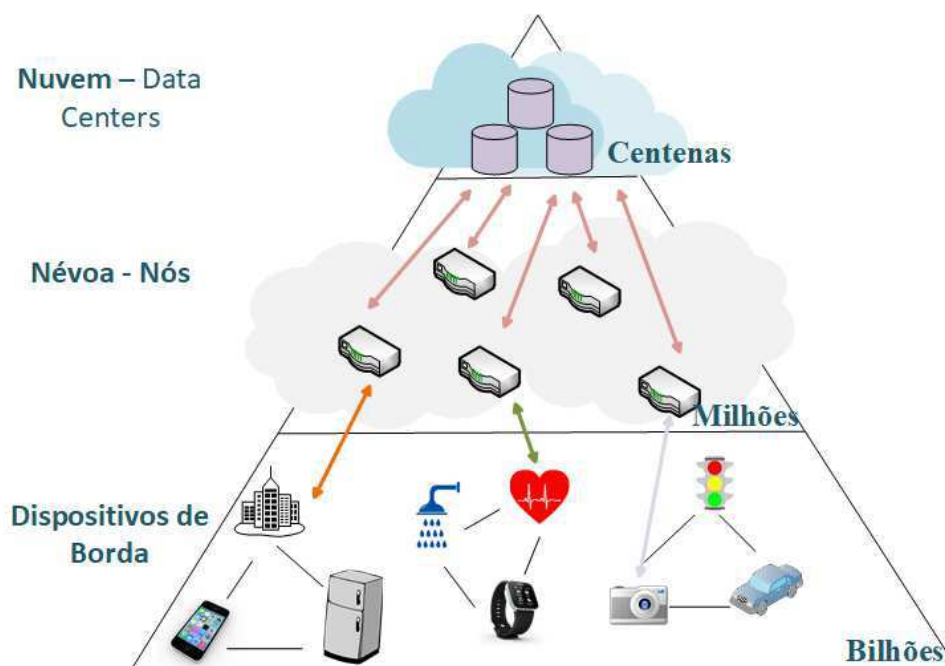 Nuvem – Data
Centers
Centenas
Névoa - Nós
Milhões
Dispositivos de
Borda
Bilhões